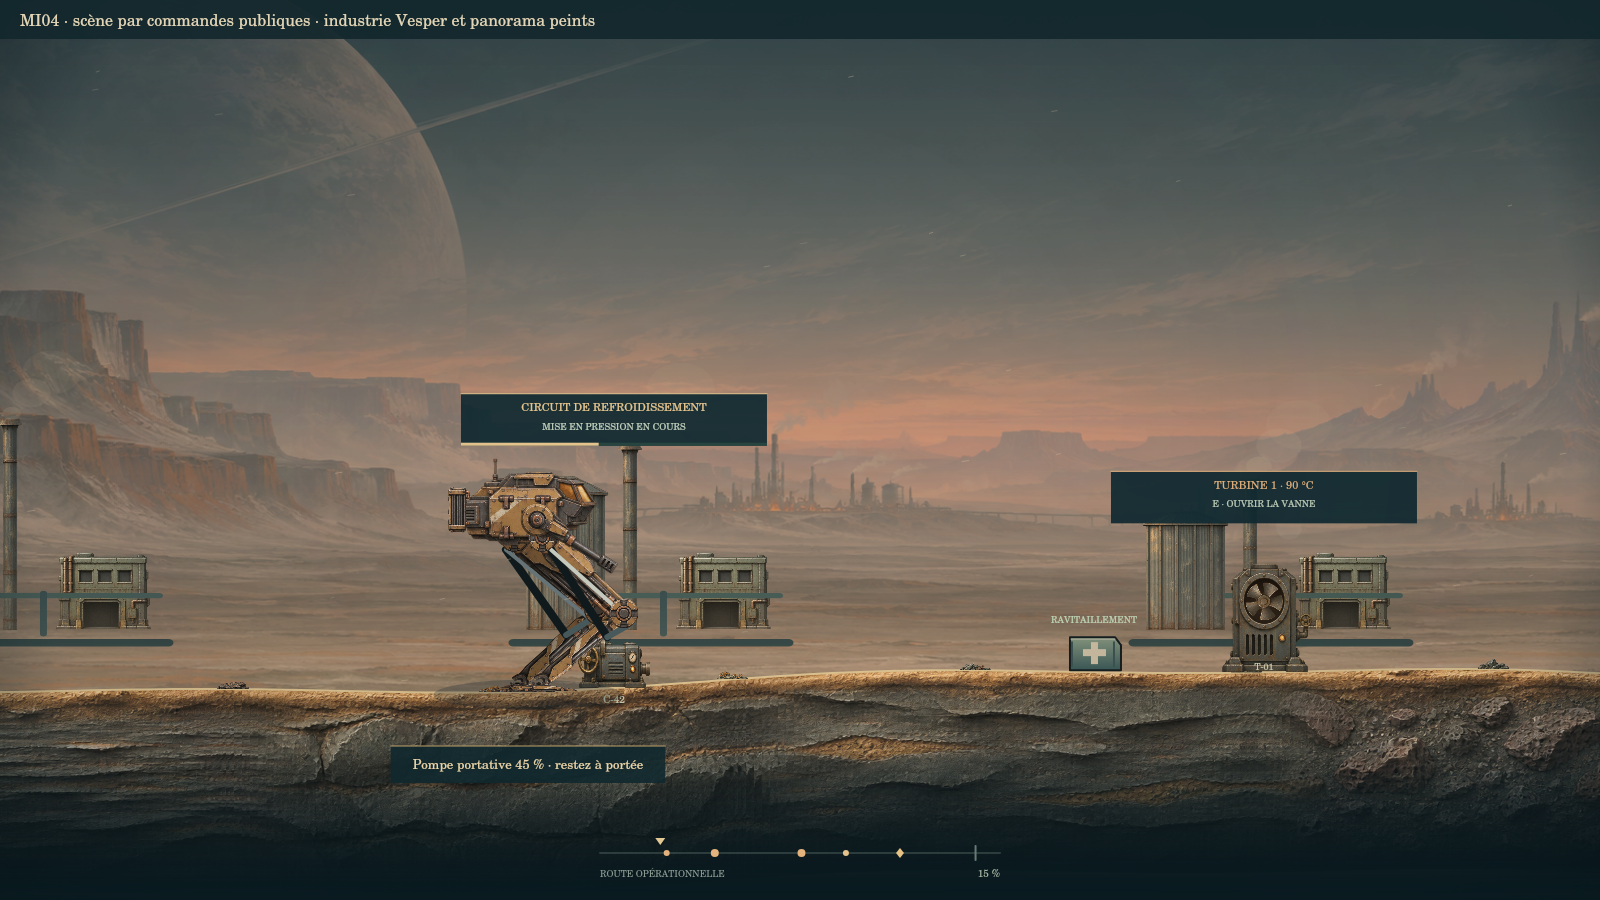 MI04 · scène par commandes publiques · industrie Vesper et panorama peints
CIRCUIT DE REFROIDISSEMENT
MISE EN PRESSION EN COURS
TURBINE 1 · 90 °C
E · OUVRIR LA VANNE
RAVITAILLEMENT
T-01
C-42
Pompe portative 45 % · restez à portée
ROUTE OPÉRATIONNELLE
15 %